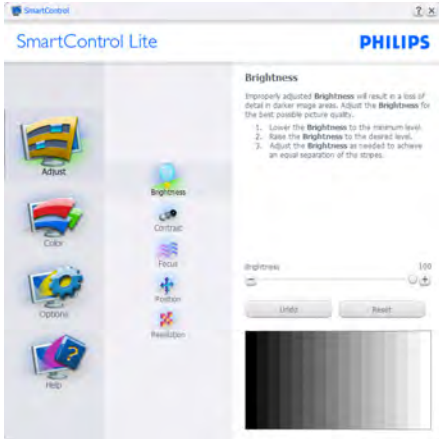 SmartControl
? x
SmartControl Lite
PHILIPS
Adjust
Color
Options
Help
Brightness
Contrast
Focus
Position
Resolution
Brightness
Improperly adjusted Brightness will result in a loss of
detail in darker image areas. Adjust the Brightness for
the best possible picture quality.
1. Lower the Brightness to the minimum level.
2. Raise the Brightness to the desired level.
3. Adjust the Brightness as needed to achieve
an equal separation of the stripes.
Brightness 100
Undo Reset